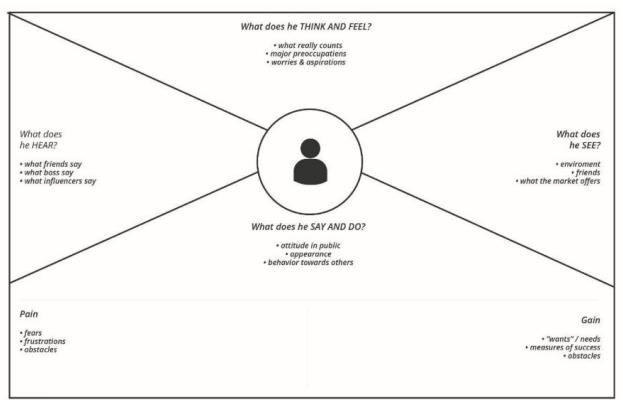 What does he THINK AND FEEL?
• what really counts
• major preoccupatiens
• worries & aspirations
What does
he HEAR?
• what friends say
• what boss say
• what influencers say
What does
he SEE?
• enviroment
• friends
• what the market offers
What does he SAY AND DO?
• attitude in public
• appearance
• behavior towards others
Pain
• fears
• frustrations
• obstacles
Gain
• "wants" / needs
• measures of success
• obstacles